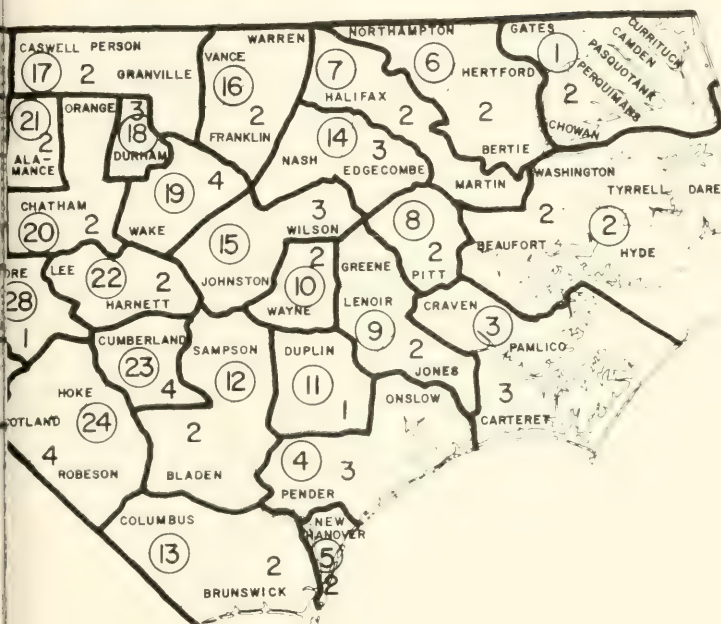 NORTHAMPTON
GATES
CURRITUCK
CAMDEN
PASQUOTANK
PERQUIMANS
1
2
CHOWAN
CASWELL PERSON
17
2
GRANVILLE
WARREN
VANCE
16
2
FRANKLIN
7
HALIFAX
2
6
HERTFORD
2
BERTIE
21
2
ALA-
MANCE
ORANGE
3
18
DURHAM
14
NASH
3
EDGECOMBE
MARTIN
WASHINGTON
TYRRELL
DARE
2
2
BEAUFORT
HYDE
19
4
WAKE
CHATHAM
20
2
3
WILSON
15
JOHNSTON
8
2
PITT
LEE
22
2
HARNETT
2
10
WAYNE
GREENE
LENOIR
9
2
JONES
CRAVEN
3
PAMLICO
3
CARTERET
ORE
28
1
CUMBERLAND
23
4
SAMPSON
12
2
BLADEN
DUPLIN
11
1
ONSLOW
HOKE
COTLAND
24
4
ROBESON
4
3
PENDER
COLUMBUS
13
2
BRUNSWICK
NEW
HANOVER
5
2